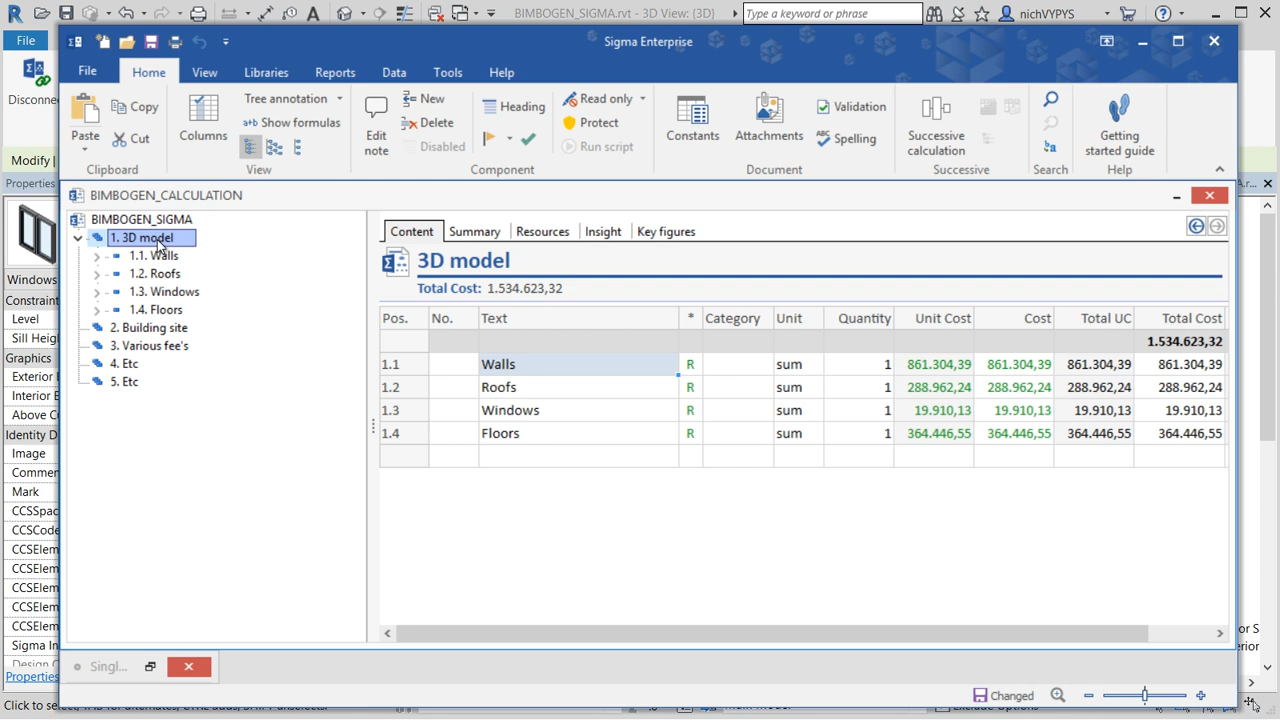 BIMBOGEN_SIGMA.rvt - 3D View: {3D}
Type a keyword or phrase
nichVYPYS
File
Sigma Enterprise
File Home View Libraries Reports Data Tools Help
Disconnec
Paste
Copy
Cut
Clipboard
Columns
Tree annotation
Show formulas
View
Edit note
New
Delete
Disabled
Heading
Component
Read only
Protect
Run script
Constants
Attachments
Document
Validation
Spelling
Successive calculation
Successive
Search
Getting started guide
Help
Modify |
Properties
BIMBOGEN_CALCULATION
BIMBOGEN_SIGMA
1. 3D model
1.1. Walls
1.2. Roofs
1.3. Windows
1.4. Floors
2. Building site
3. Various fee's
4. Etc
5. Etc
Content Summary Resources Insight Key figures
3D model
Total Cost: 1.534.623,32
Pos. No. Text * Category Unit Quantity Unit Cost Cost Total UC Total Cost
1.534.623,32
1.1 Walls R sum 1 861.304,39 861.304,39 861.304,39 861.304,39
1.2 Roofs R sum 1 288.962,24 288.962,24 288.962,24 288.962,24
1.3 Windows R sum 1 19.910,13 19.910,13 19.910,13 19.910,13
1.4 Floors R sum 1 364.446,55 364.446,55 364.446,55 364.446,55
Windows
Constraint
Level
Sill Heigh
Graphics
Exterior
Interior E
Above Cu
Identity D
Image
Commen
Mark
CCSSpac
CCSCode
CCSElem
CCSElem
CCSElem
CCSElem
CCSElem
Sigma In
Properties
Singl...
Changed